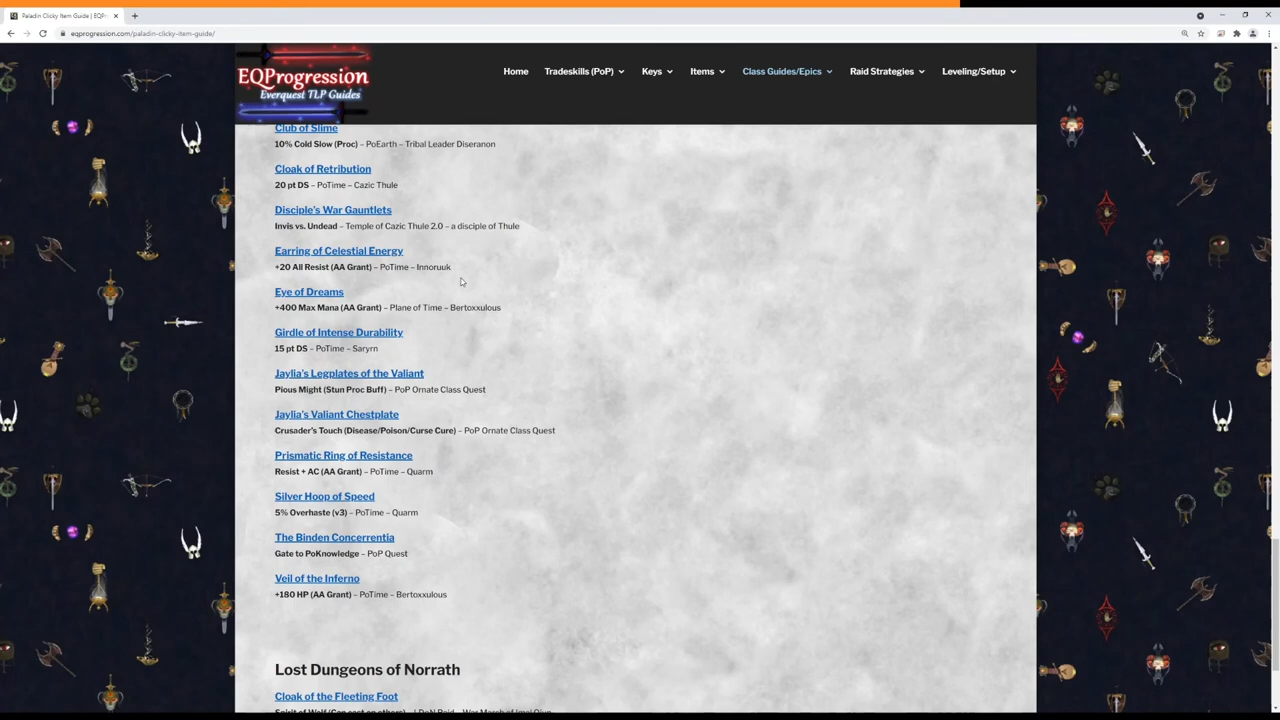 Paladin Clicky Item Guide | EQPr
eqprogression.com/paladin-clicky-item-guide/
EQProgression
Everquest TLP Guides
Home
Tradeskills (PoP)
Keys
Items
Class Guides/Epics
Raid Strategies
Leveling/Setup
Club of Slime
10% Cold Slow (Proc) – PoEarth – Tribal Leader Diseranon
Cloak of Retribution
20 pt DS – PoTime – Cazic Thule
Disciple's War Gauntlets
Invis vs. Undead – Temple of Cazic Thule 2.0 – a disciple of Thule
Earring of Celestial Energy
+20 All Resist (AA Grant) – PoTime – Innoruuk
Eye of Dreams
+400 Max Mana (AA Grant) – Plane of Time – Bertoxxulous
Girdle of Intense Durability
15 pt DS – PoTime – Saryrn
Jaylia's Legplates of the Valiant
Pious Might (Stun Proc Buff) – PoP Ornate Class Quest
Jaylia's Valiant Chestplate
Crusader's Touch (Disease/Poison/Curse Cure) – PoP Ornate Class Quest
Prismatic Ring of Resistance
Resist + AC (AA Grant) – PoTime – Quarm
Silver Hoop of Speed
5% Overhaste (v3) – PoTime – Quarm
The Binden Concerrentia
Gate to PoKnowledge – PoP Quest
Veil of the Inferno
+180 HP (AA Grant) – PoTime – Bertoxxulous
Lost Dungeons of Norrath
Cloak of the Fleeting Foot